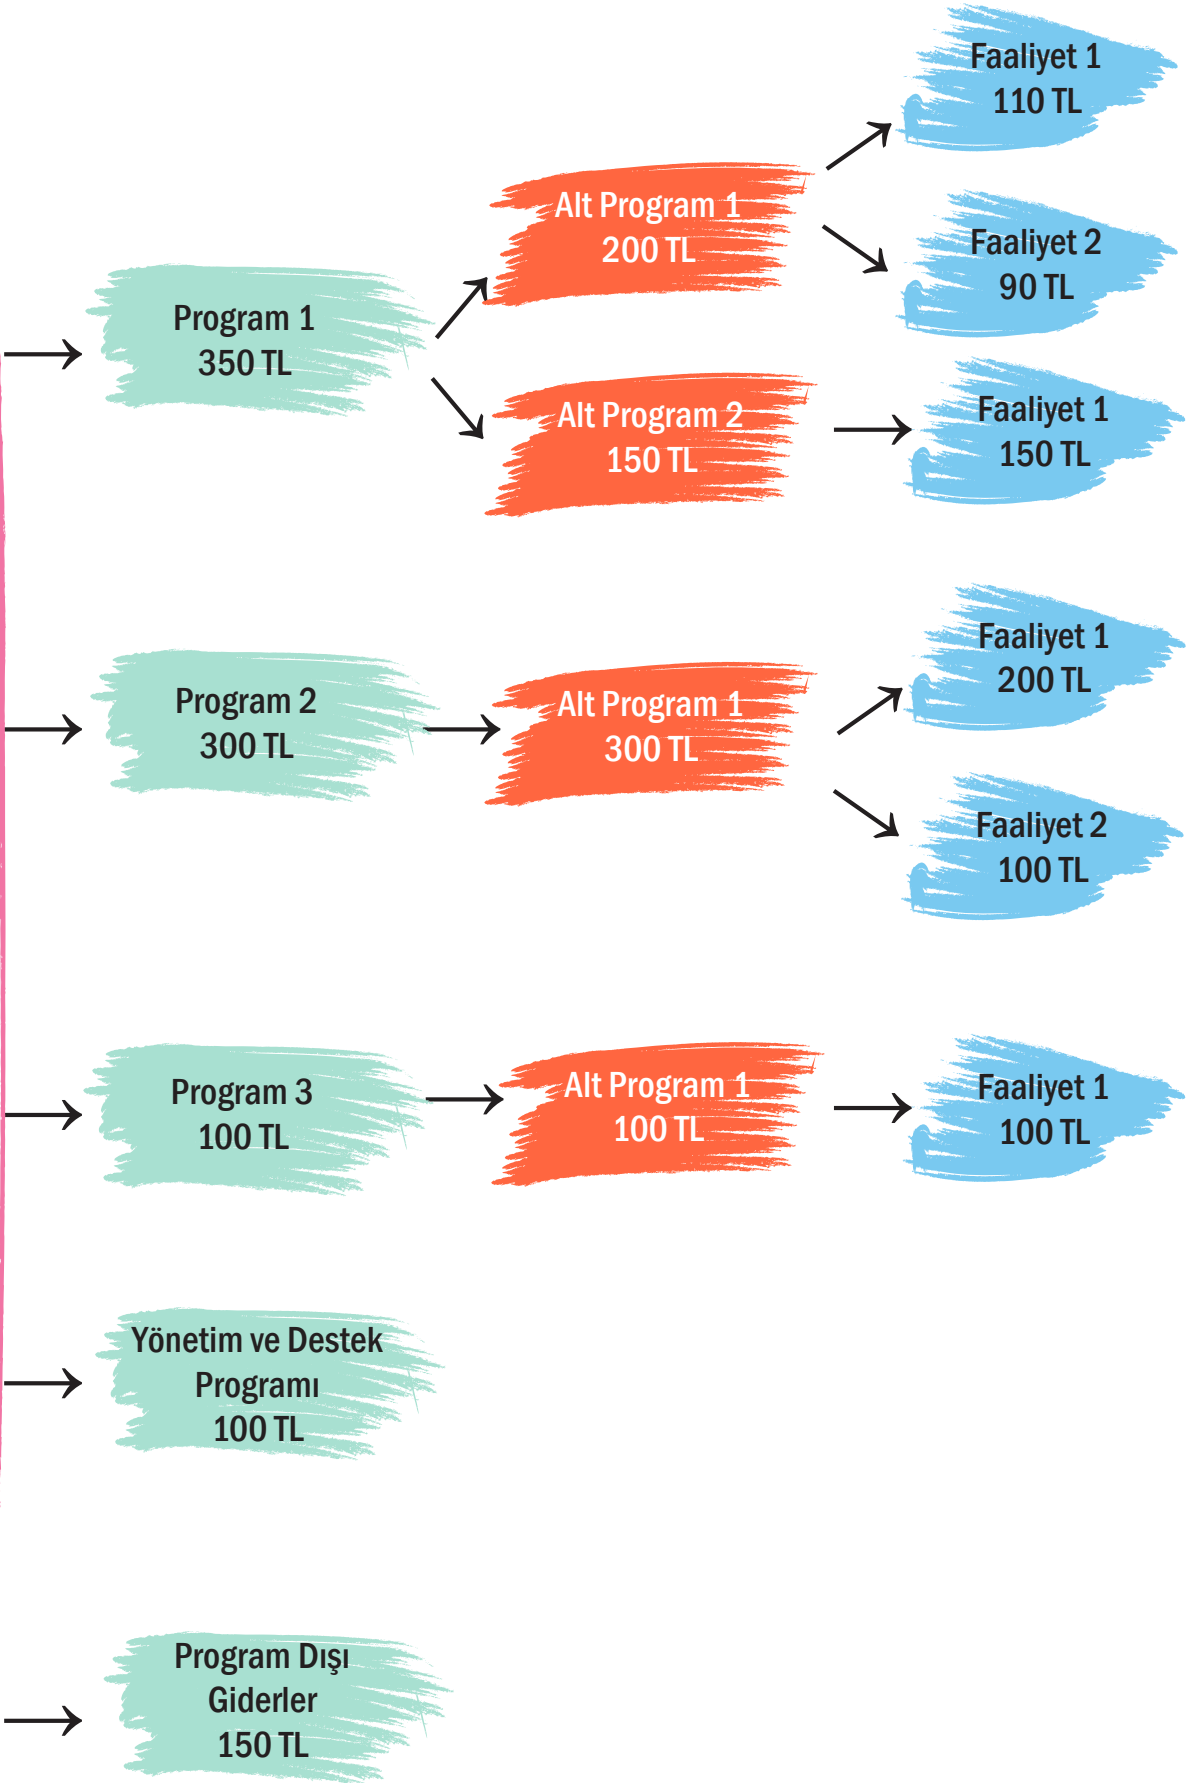 Faaliyet 1
110 TL
Alt Program 1
200 TL
Faaliyet 2
90 TL
Program 1
350 TL
Alt Program 2
150 TL
Faaliyet 1
150 TL
Faaliyet 1
200 TL
Program 2
300 TL
Alt Program 1
300 TL
Faaliyet 2
100 TL
Program 3
100 TL
Alt Program 1
100 TL
Faaliyet 1
100 TL
Yönetim ve Destek
Programı
100 TL
Program Dışı
Giderler
150 TL